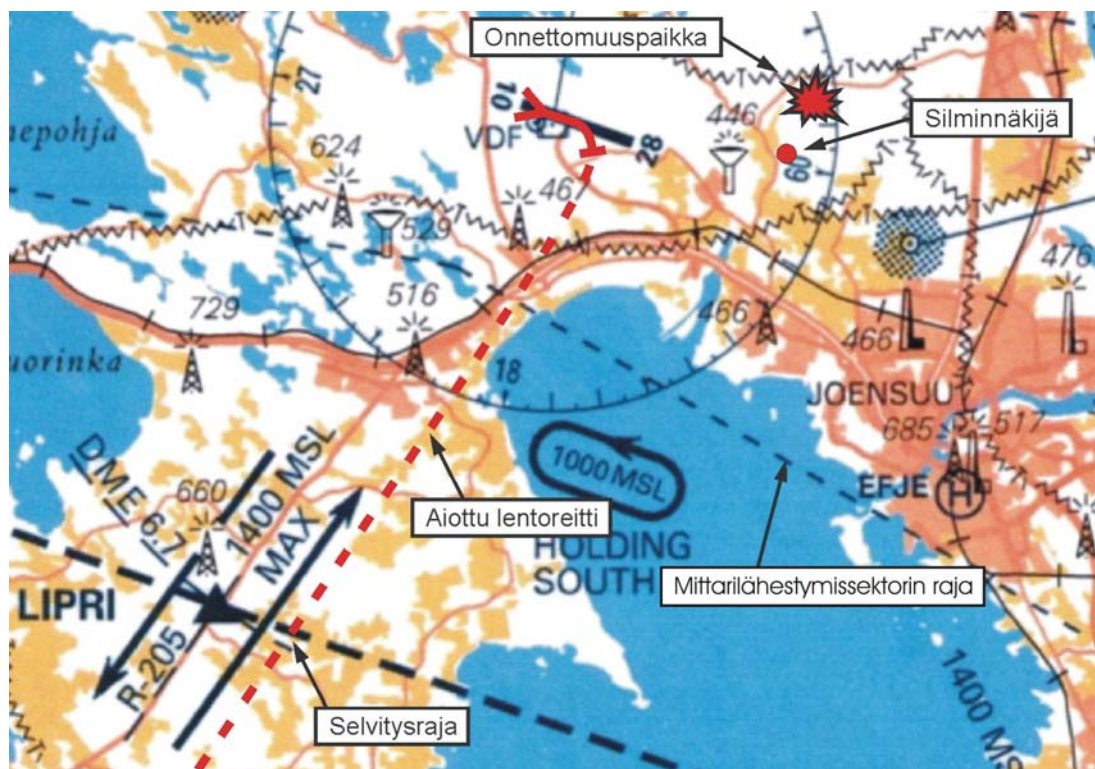 Onnettomuuspaikka
27
10
446
Silminnäkijä
nepohja
VDF
624
28
09
467
529
476
729
516
466
466
uorinka
18
JOENSUU
685
517
DME 6.7
660
1400 MSL
1000 MSL
EFJE
H
MAX
Aiottu lentoreitti
HOLDING
SOUTH
Mittarilähestymissektorin raja
LIPRI
R-205
1400 MS
Selvitysraja